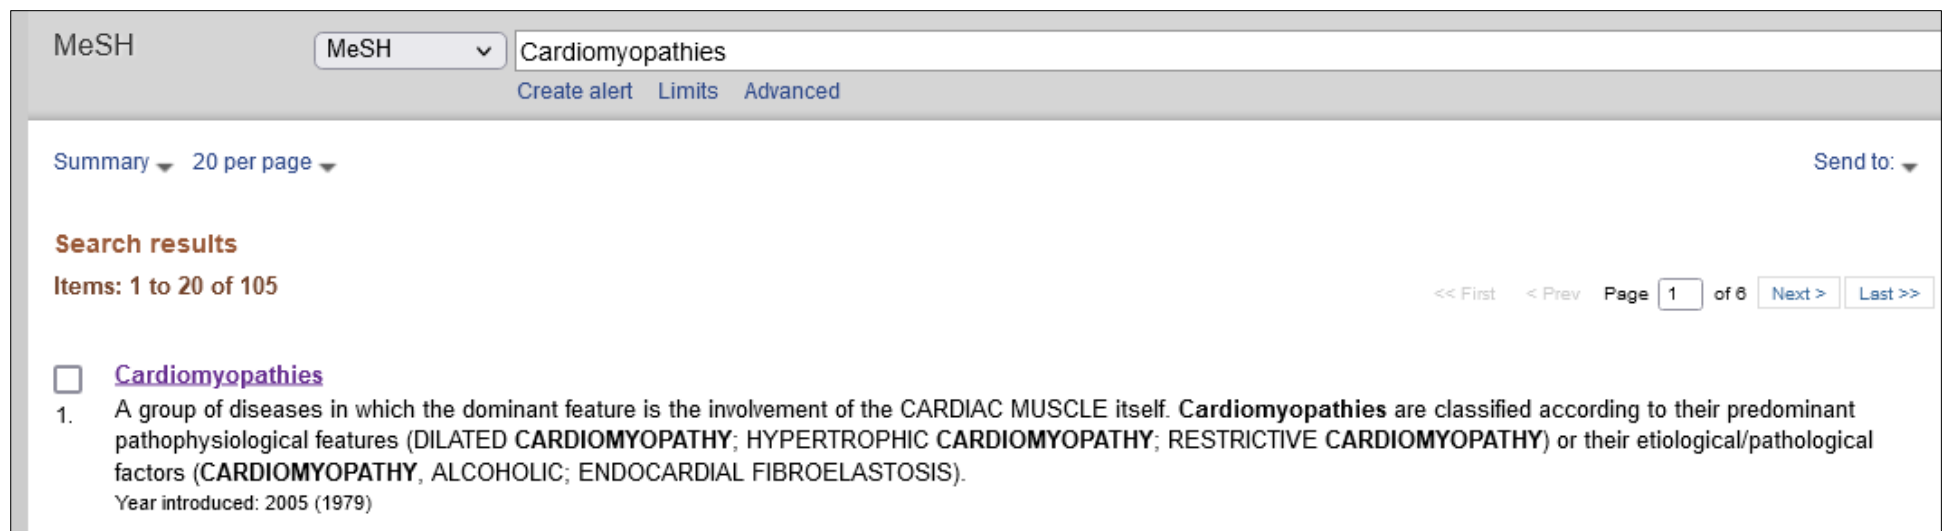 MeSH
MeSH
Cardiomyopathies
Create alert Limits Advanced
Summary 20 per page Send to:
Search results
Items: 1 to 20 of 105
<< First < Prev Page 1 of 6 Next > Last >>
Cardiomyopathies
1. A group of diseases in which the dominant feature is the involvement of the CARDIAC MUSCLE itself. Cardiomyopathies are classified according to their predominant
pathophysiological features (DILATED CARDIOMYOPATHY; HYPERTROPHIC CARDIOMYOPATHY; RESTRICTIVE CARDIOMYOPATHY) or their etiological/pathological
factors (CARDIOMYOPATHY, ALCOHOLIC; ENDOCARDIAL FIBROELASTOSIS).
Year introduced: 2005 (1979)